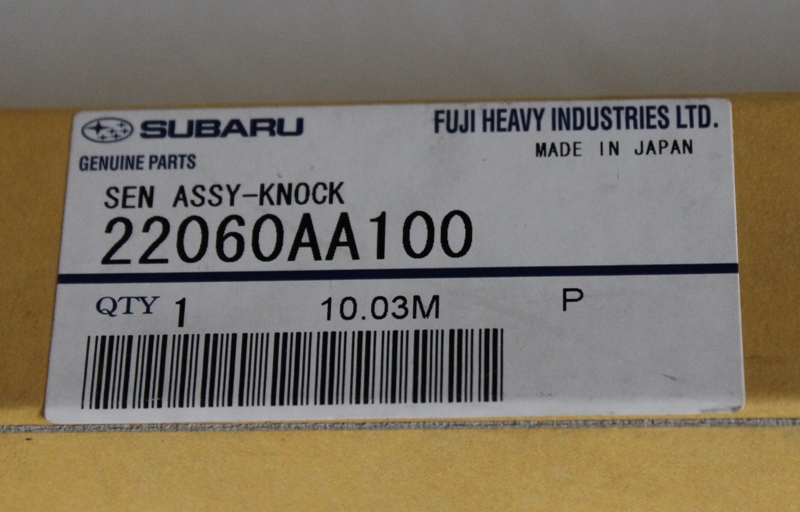 SUBARU
FUJI HEAVY INDUSTRIES LTD.
GENUINE PARTS
MADE IN JAPAN
SEN ASSY-KNOCK
22060AA100
QTY 1 10.03M P